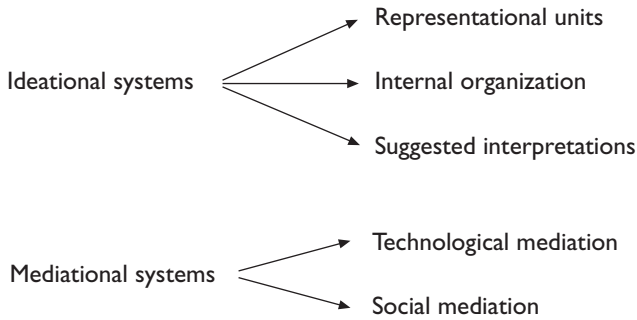 Representational units
Ideational systems
Internal organization
Suggested interpretations
Technological mediation
Mediational systems
Social mediation